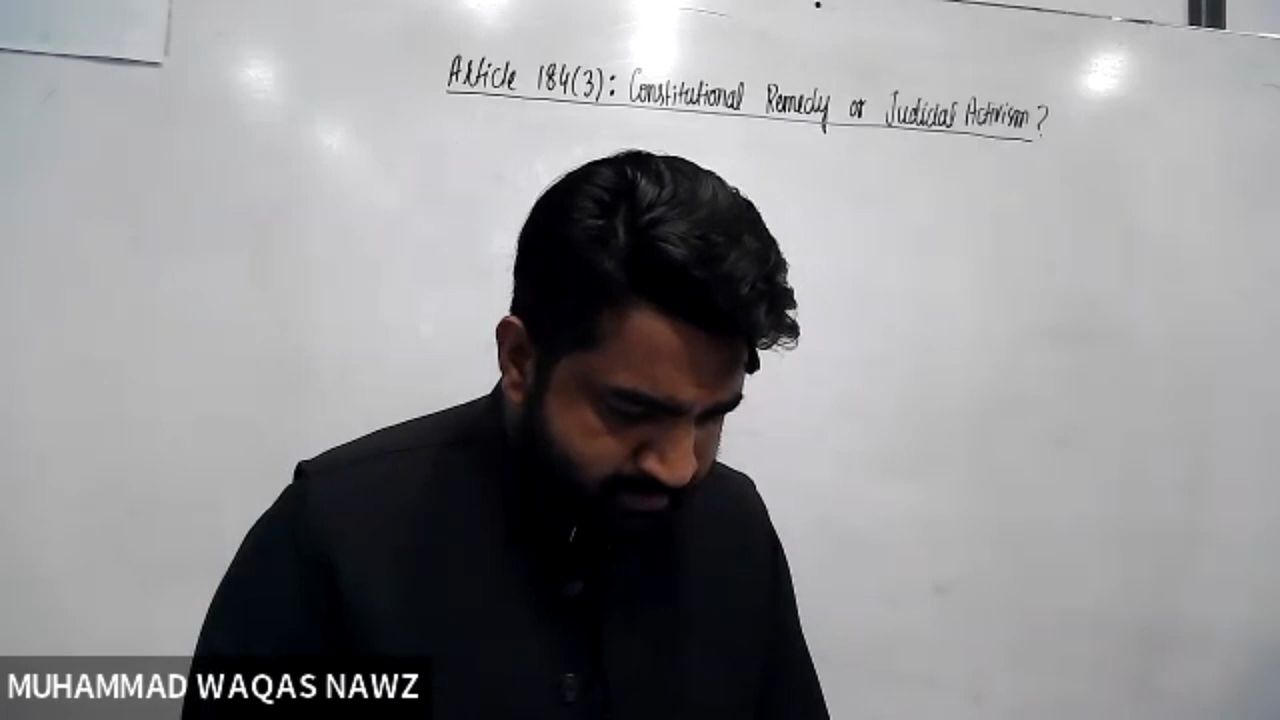 Article 184(3): Constitutional Remedy or Judicial Activism?
MUHAMMAD WAQAS NAWZ